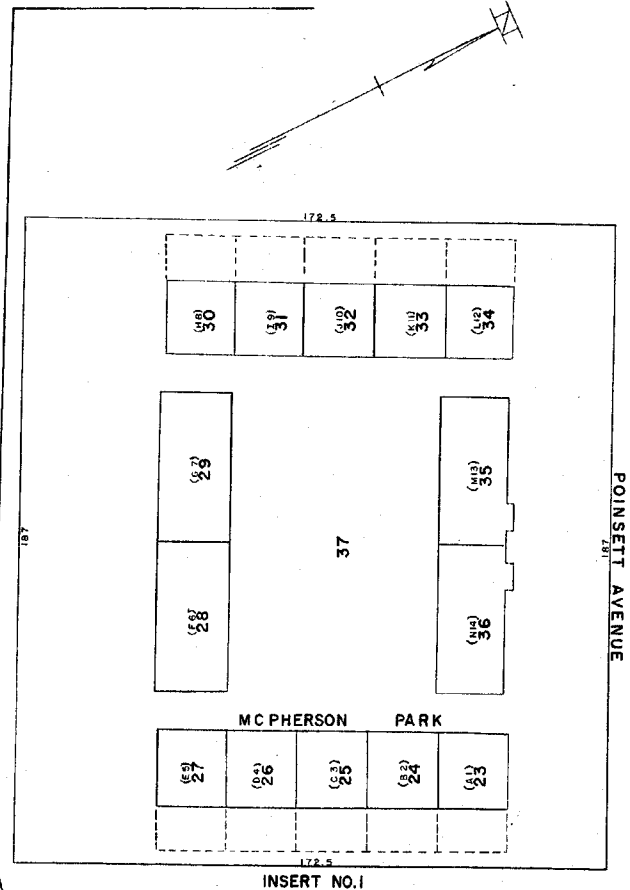 N
172.5
(H8)
30
(I9)
31
(J10)
32
(K11)
33
(L12)
34
(G7)
29
(M13)
35
187
37
187
POINSETT AVENUE
(F6)
28
(N14)
36
MC PHERSON PARK
(E5)
27
(D4)
26
(C3)
25
(B2)
24
(A1)
23
172.5
INSERT NO.1